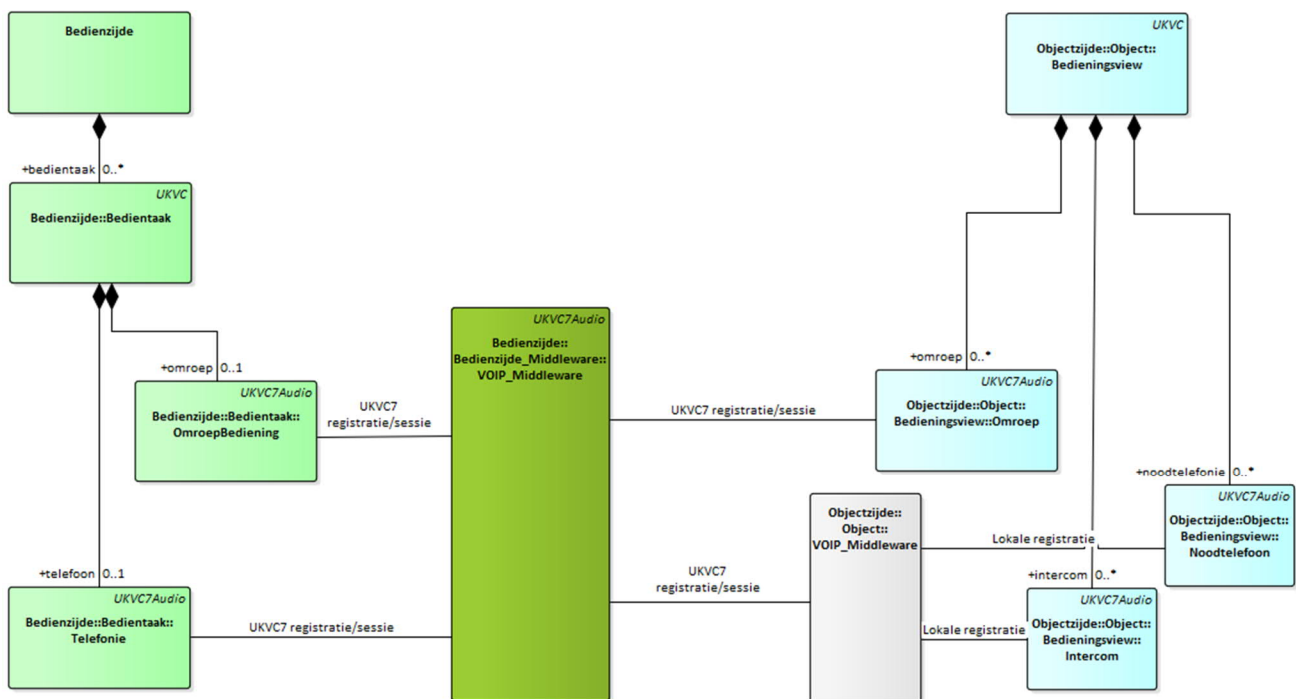 Bedienzijde
+bedientaak 0..*
UKVC
Bedienzijde::Bedientaak
+omroep 0..1
UKVC7Audio
Bedienzijde::Bedientaak::
OmroepBediening
+telefoon 0..1
UKVC7Audio
Bedienzijde::Bedientaak::
Telefonie
UKVC7
registratie/sessie
UKVC7 registratie/sessie
UKVC7Audio
Bedienzijde::
Bedienzijde_Middleware::
VOIP_Middleware
UKVC7 registratie/sessie
UKVC7
registratie/sessie
Objectzijde::
Object::
VOIP_Middleware
Lokale registratie
Lokale registratie
UKVC
Objectzijde::Object::
Bedieningsview
+omroep 0..*
UKVC7Audio
Objectzijde::Object::
Bedieningsview::Omroep
+noodtelefonie 0..*
UKVC7Audio
Objectzijde::Object::
Bedieningsview::
Noodtelefoon
+intercom 0..*
UKVC7Audio
Objectzijde::Object::
Bedieningsview::
Intercom